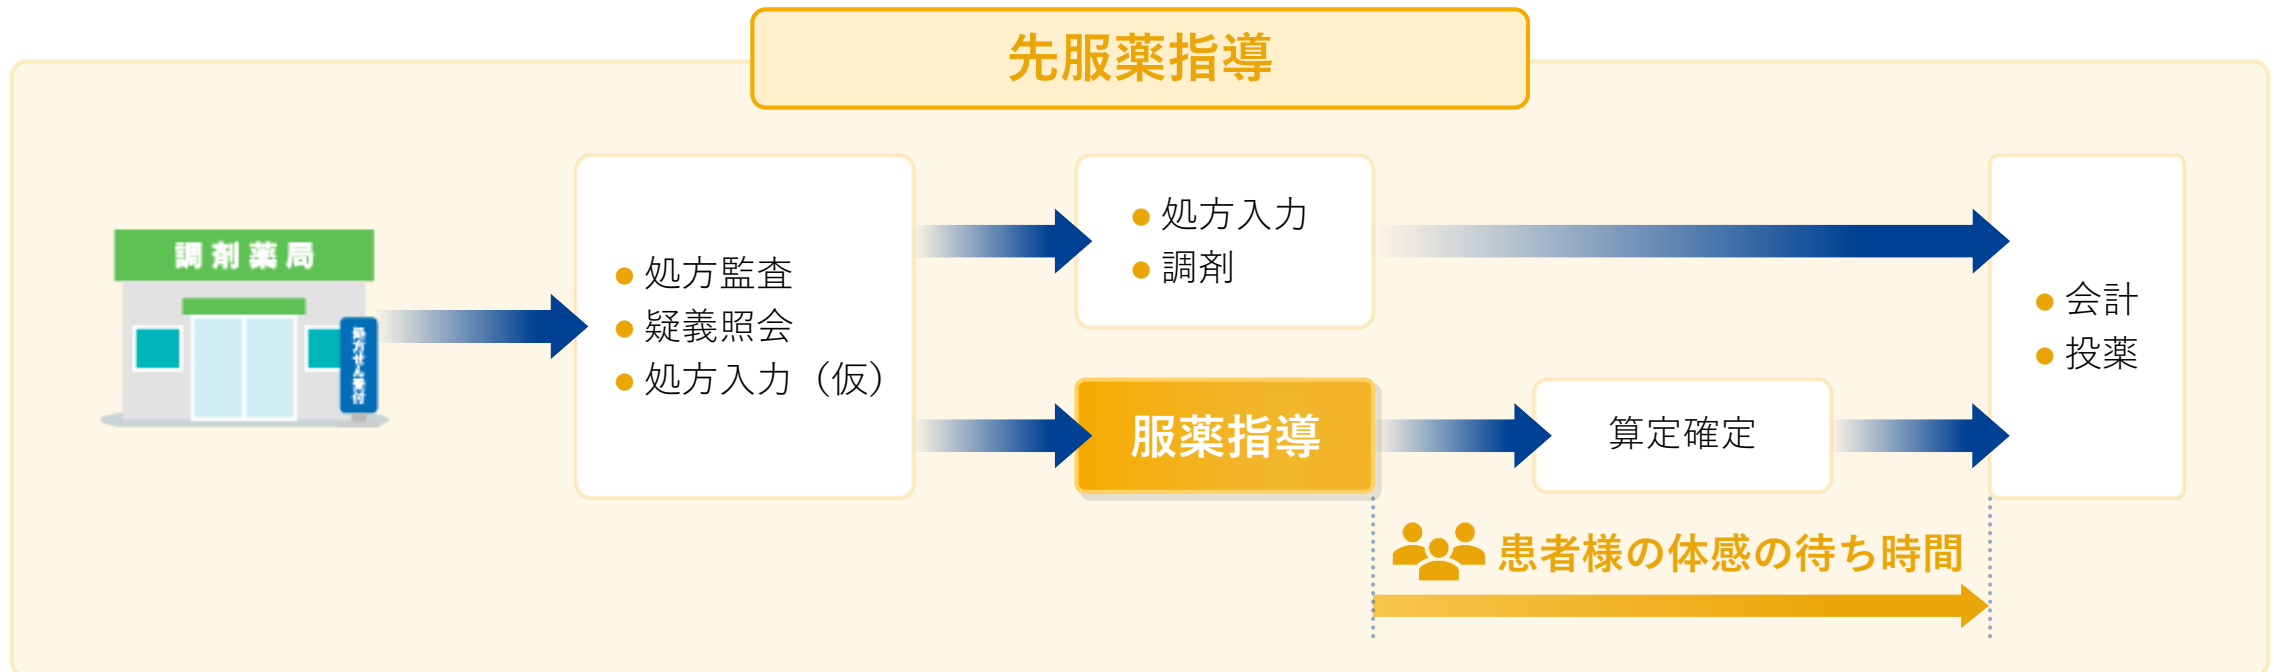 先服薬指導
調剤薬局
処方せん受付
処方監査
疑義照会
処方入力（仮）
処方入力
調剤
服薬指導
算定確定
会計
投薬
患者様の体感の待ち時間